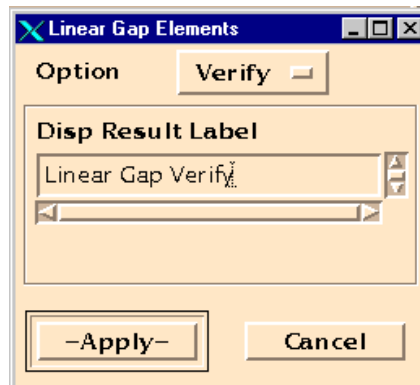 Linear Gap Elements
Option Verify
Disp Result Label
Linear Gap Verify
-Apply- Cancel